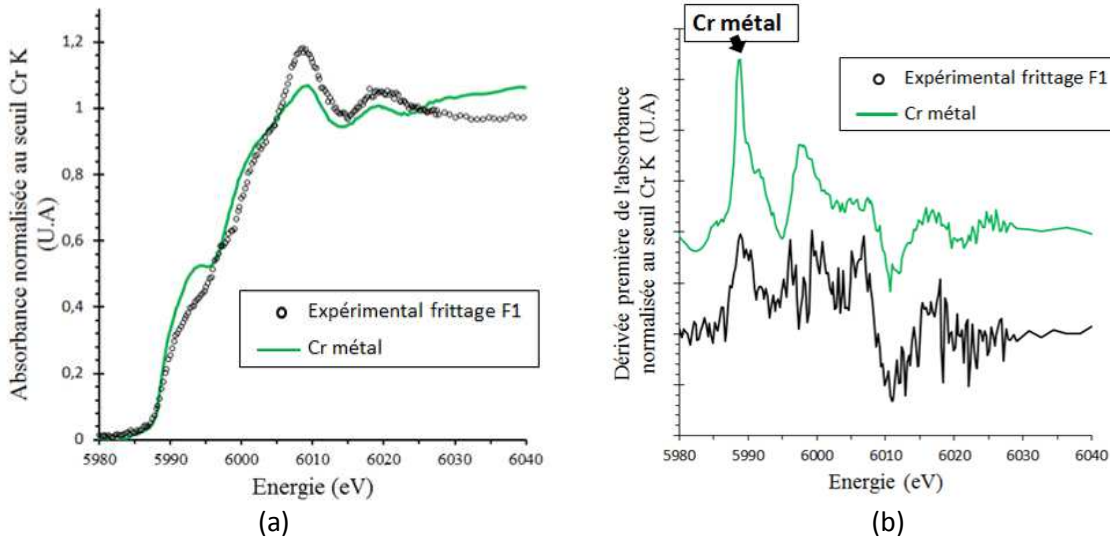 Absorbance normalisée au seuil Cr K
(U.A)
1,2
1
0,8
0,6
0,4
0,2
0
5980
5990
6000
6010
6020
6030
6040
Energie (eV)
Expérimental frittage F1
Cr métal
(a)
Cr métal
Dérivée première de l'absorbance
normalisée au seuil Cr K (U.A)
Expérimental frittage F1
Cr métal
5980
5990
6000
6010
6020
6030
6040
Energie (eV)
(b)